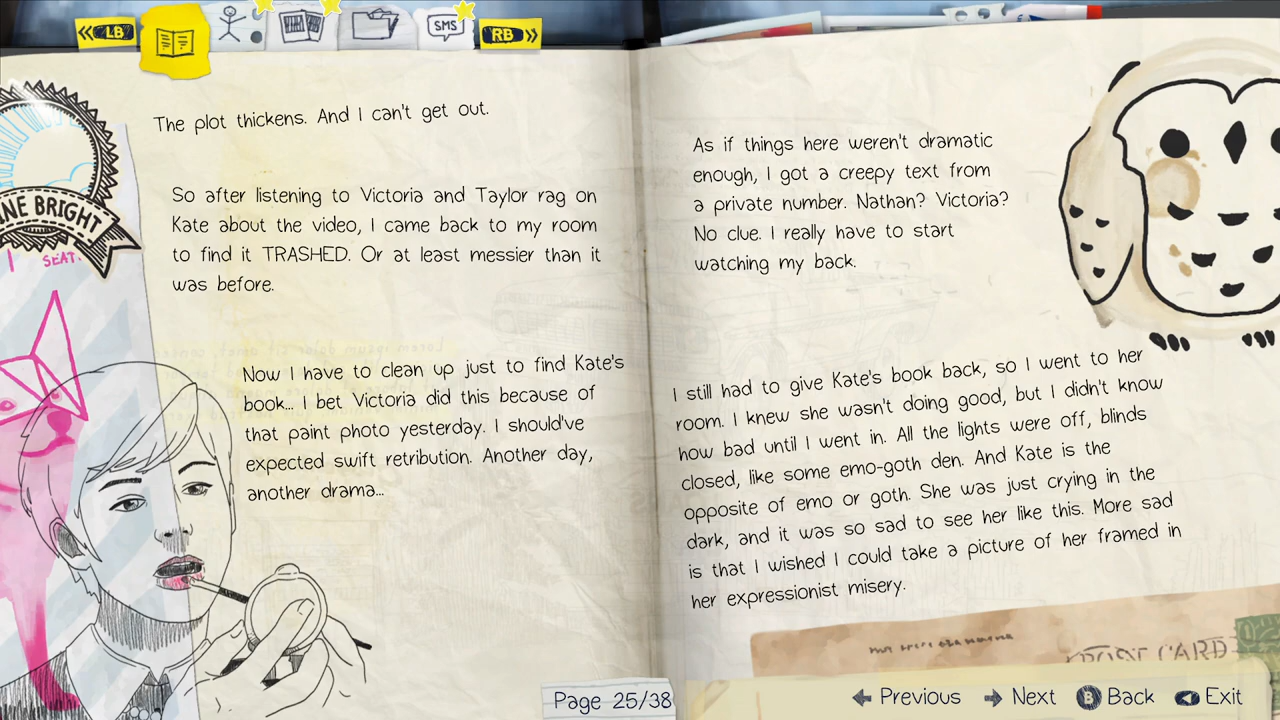 LB
SMS
RB
The plot thickens. And I can't get out.
So after listening to Victoria and Taylor rag on
Kate about the video, I came back to my room
to find it TRASHED. Or at least messier than it
was before.
Now I have to clean up just to find Kate's
book... I bet Victoria did this because of
that paint photo yesterday. I should've
expected swift retribution. Another day,
another drama...
INE BRIGHT
SEAT.
As if things here weren't dramatic
enough, I got a creepy text from
a private number. Nathan? Victoria?
No clue. I really have to start
watching my back.
I still had to give Kate's book back, so I went to her
room. I knew she wasn't doing good, but I didn't know
how bad until I went in. All the lights were off, blinds
closed, like some emo-goth den. And Kate is the
opposite of emo or goth. She was just crying in the
dark, and it was so sad to see her like this. More sad
is that I wished I could take a picture of her framed in
her expressionist misery.
POST CARD
Page 25/38
Previous
Next
B Back
Exit